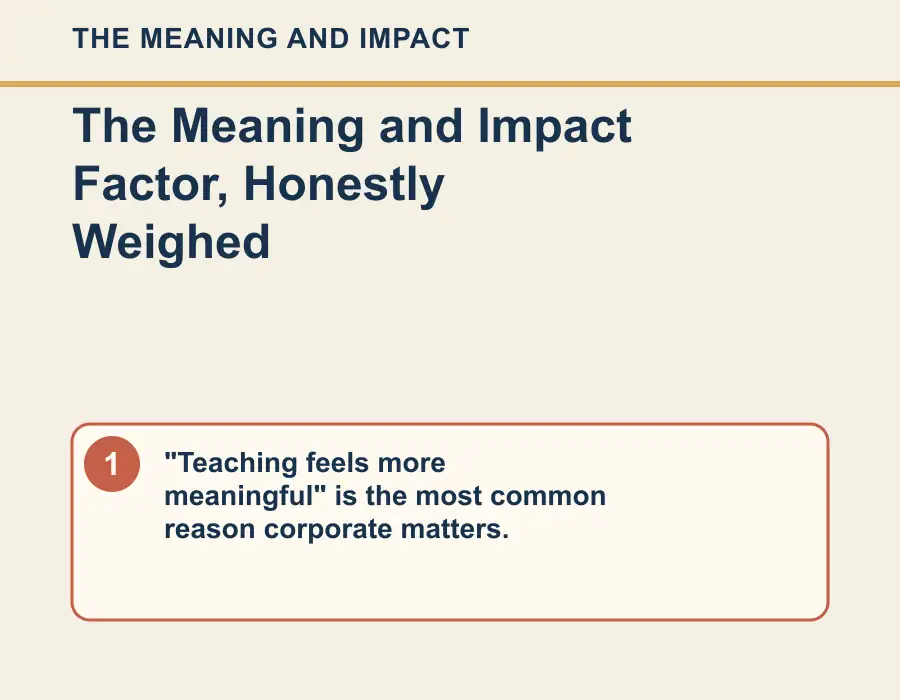 THE MEANING AND IMPACT
The Meaning and Impact
Factor, Honestly
Weighed
1
"Teaching feels more
meaningful" is the most common
reason corporate matters.